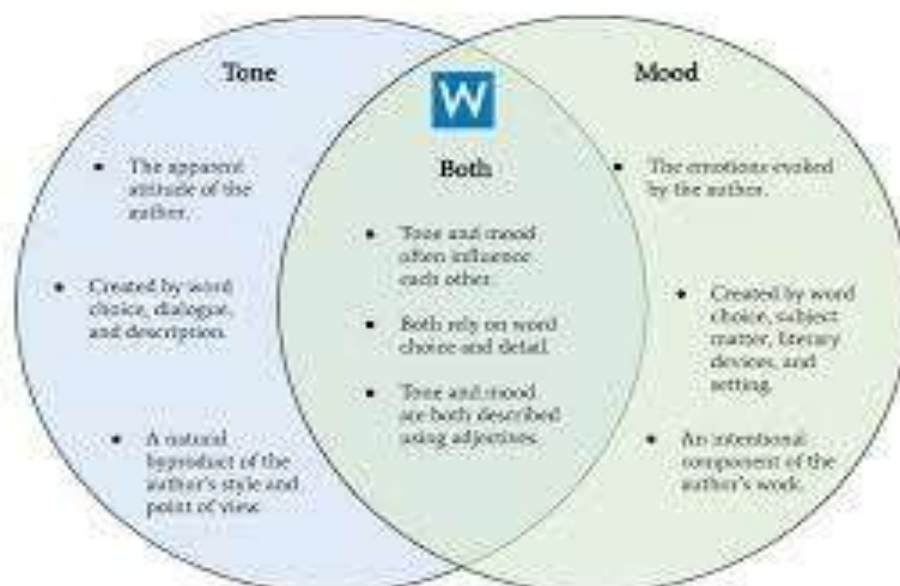 Tone
The apparent
attitude of the
author.
Created by word
choice, dialogue,
and description.
A natural
byproduct of the
author's style and
point of view
W
Both
Tone and mood
often influence
each other.
Both rely on word
choice and detail
Tone and mood
are both described
using adjectives.
Mood
The emotions evoked
by the author.
Created by word
choice, subject
matter, literary
devices, and
setting.
An intentional
component of the
author's work.